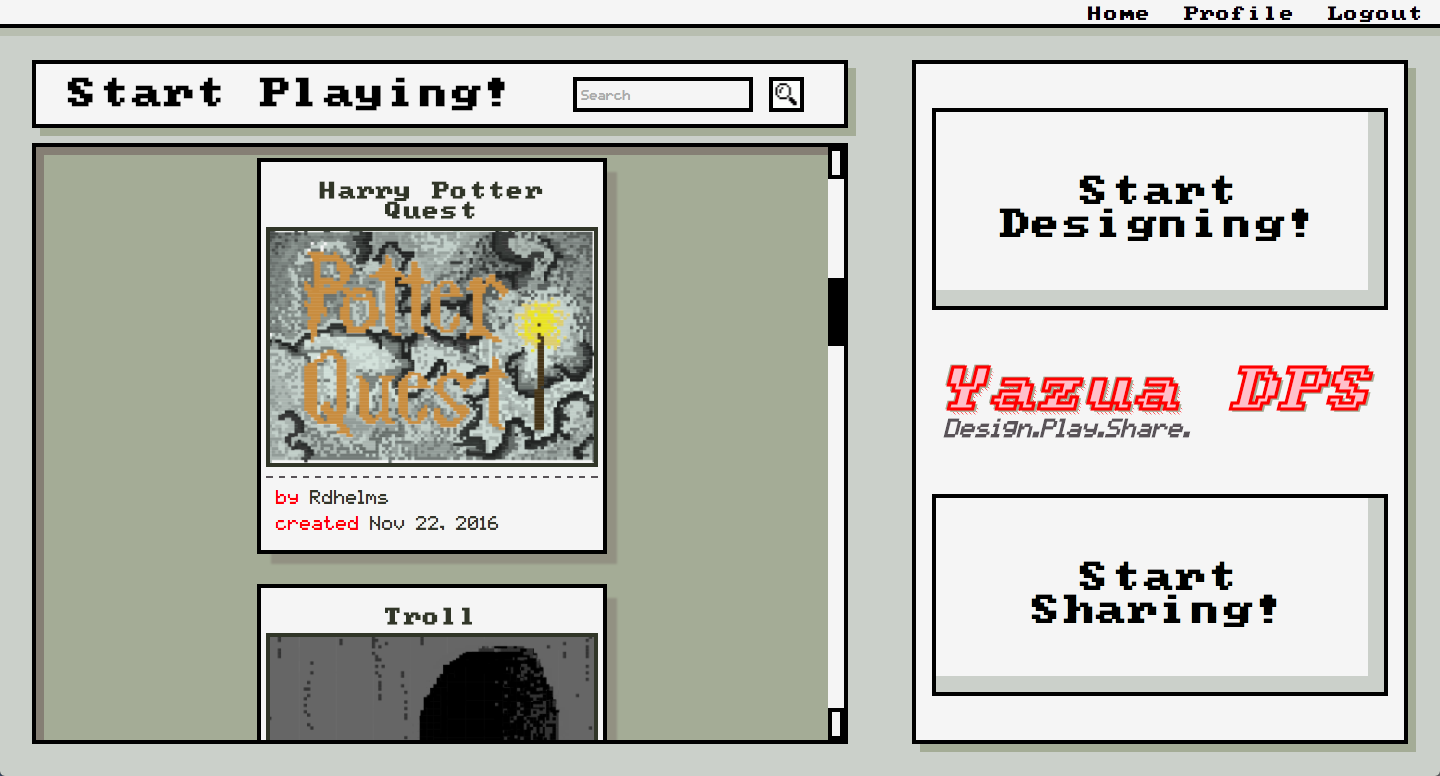 Home Profile Logout
Start Playing!
Search
Harry Potter
Quest
Potter
Quest
by Rdhelms
created Nov 22, 2016
Troll
Start
Designing!
Yazua DPS
Design.Play.Share.
Start
Sharing!